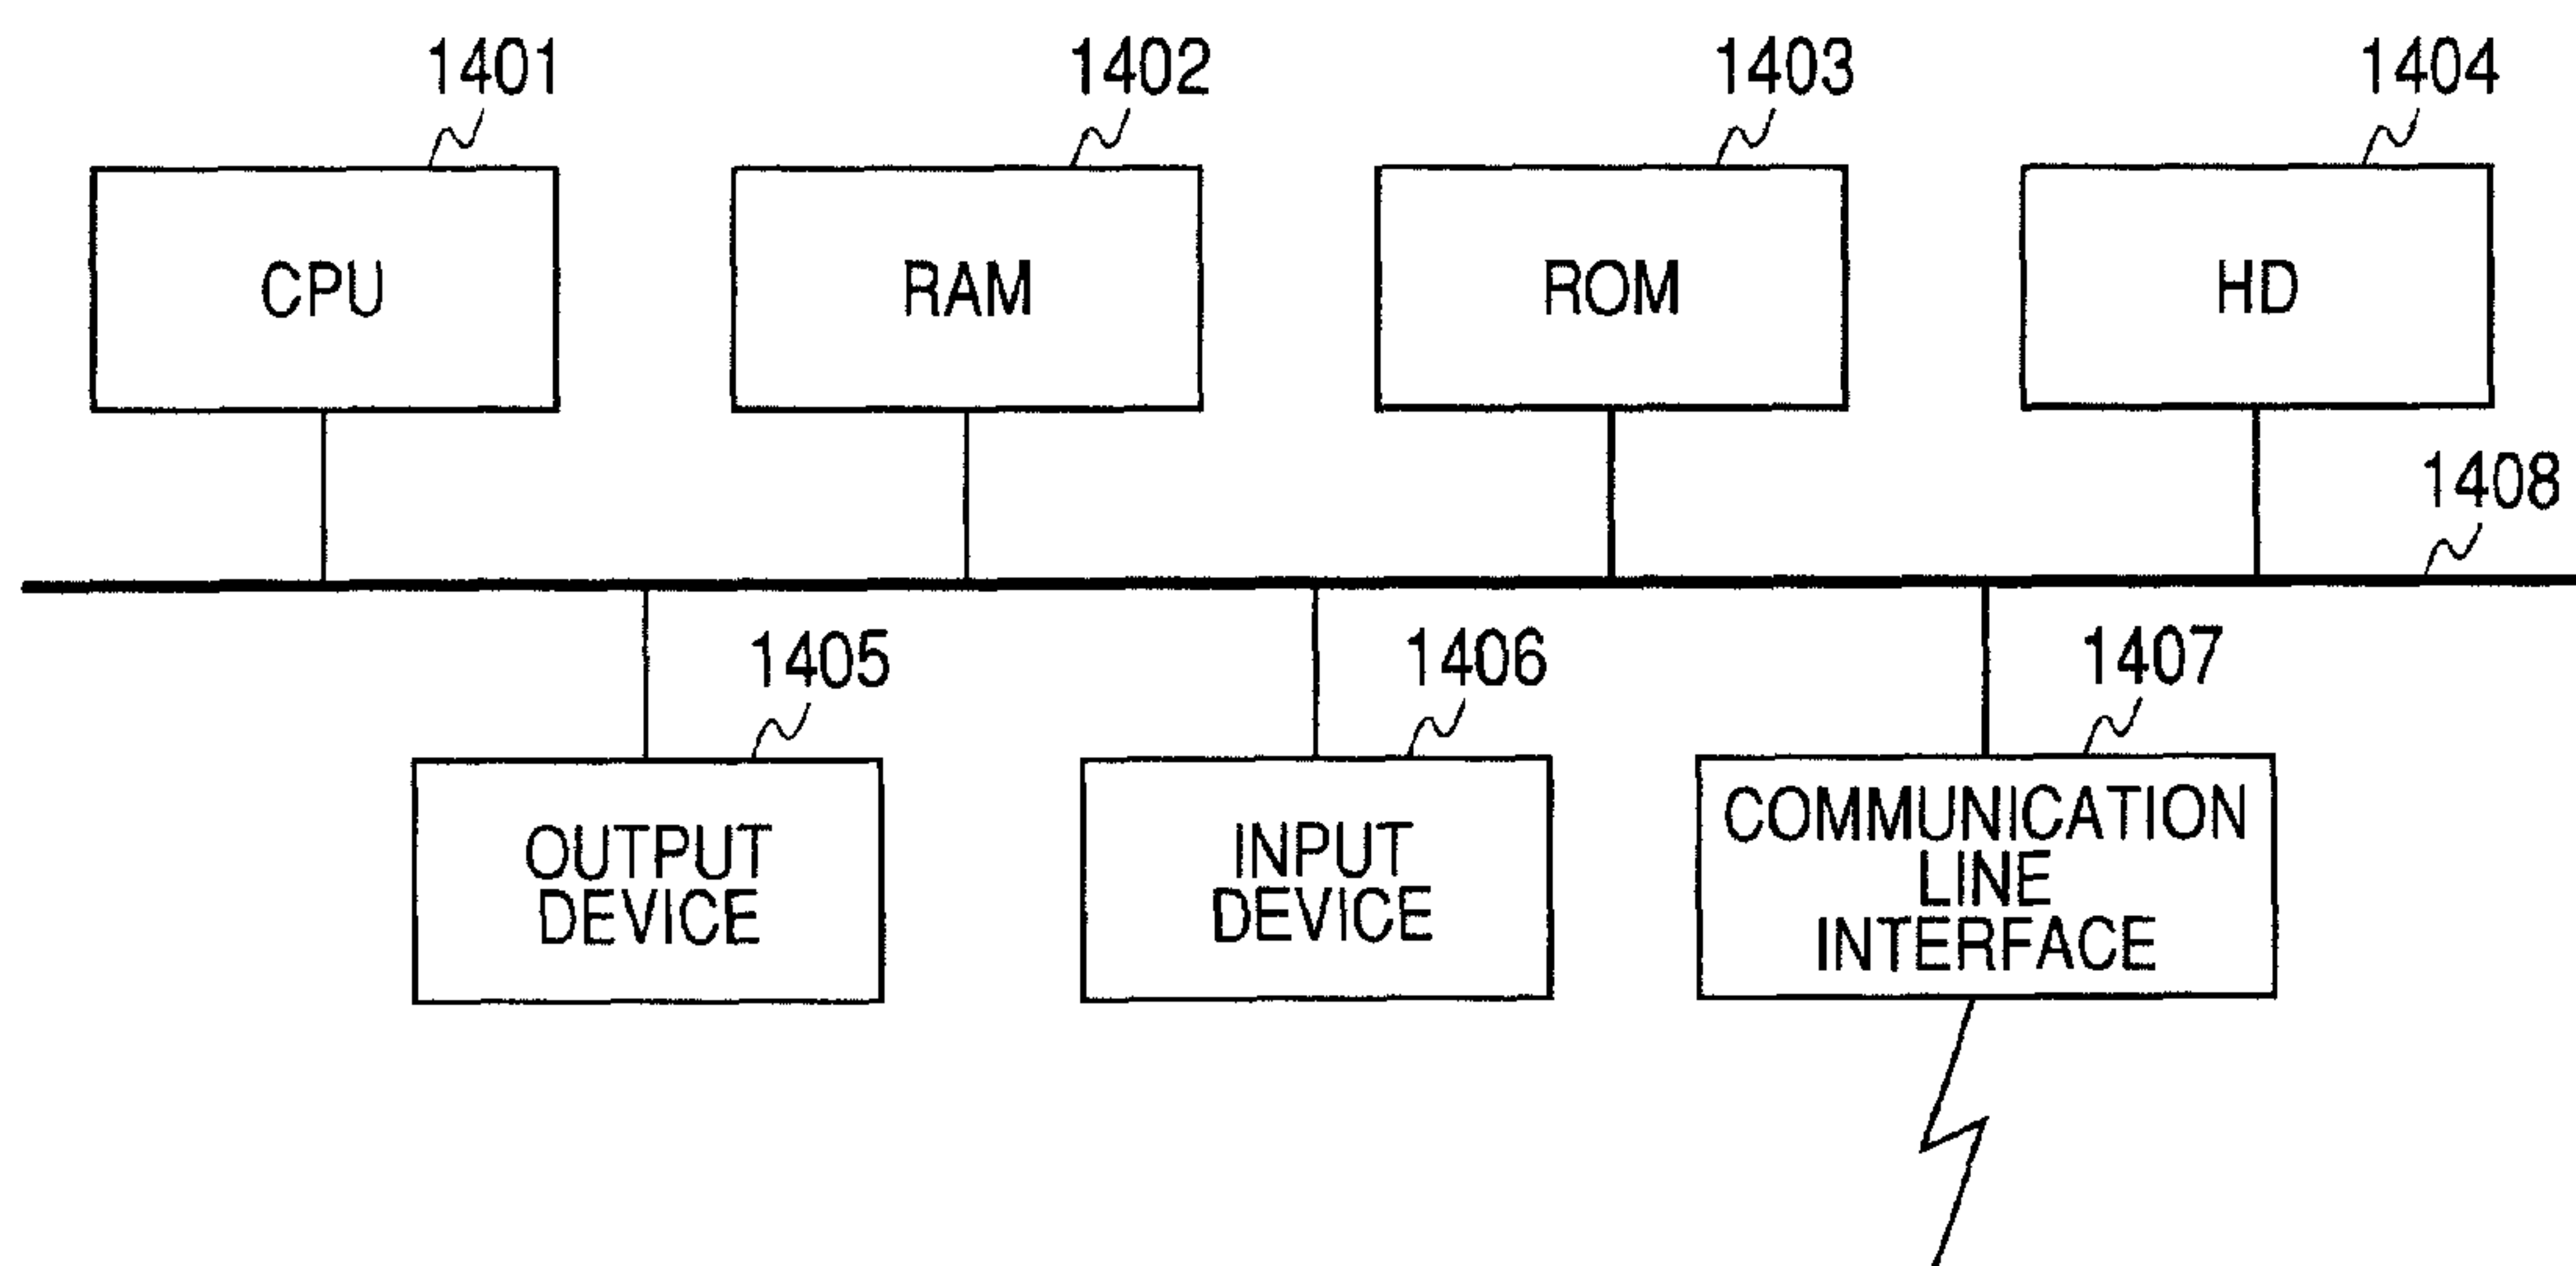 1401
1402
1403
1404
CPU
RAM
ROM
HD
1408
1405
1406
1407
OUTPUT
DEVICE
INPUT
DEVICE
COMMUNICATION
LINE
INTERFACE